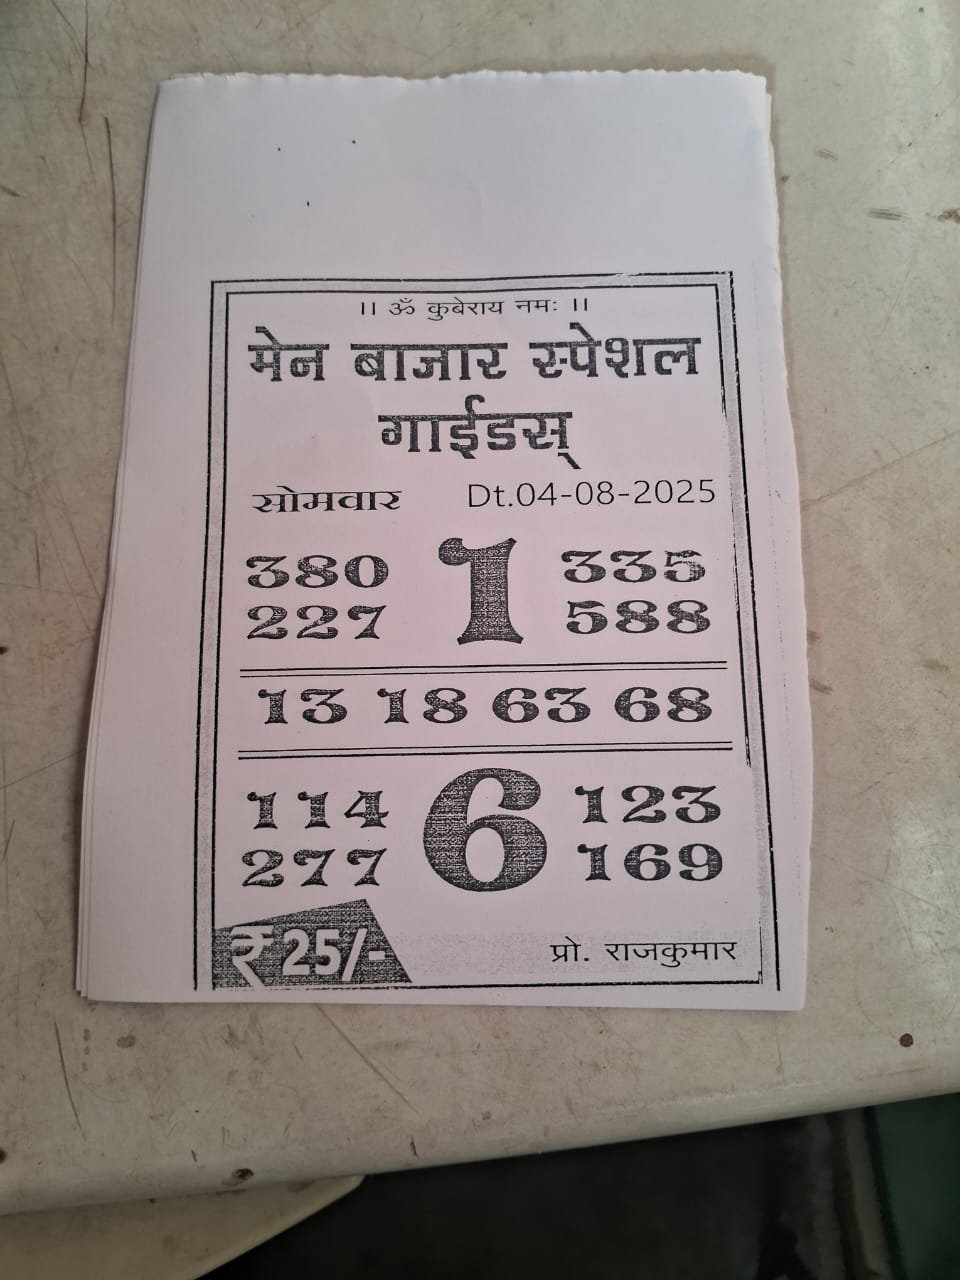 ।। ॐ कुबेराय नमः ।।
मेन बाजार स्पेशल
गाईडस्
सोमवार Dt.04-08-2025
380 1 335
227 588
13 18 63 68
114 6 123
277 169
₹ 25/- प्रो. राजकुमार